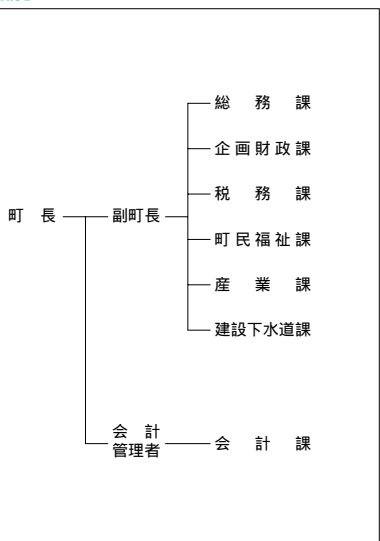 総務課
企画財政課
税務課
町長
副町長
町民福祉課
産業課
建設下水道課
会計
管理者
会計課